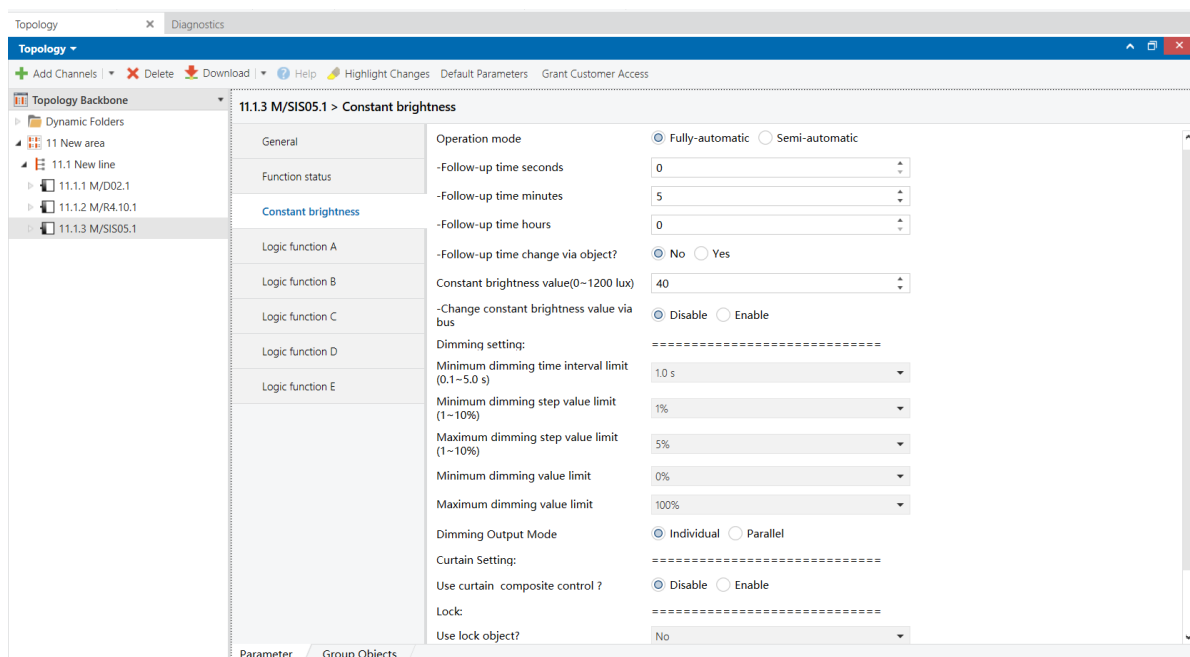 Topology
Diagnostics
Topology
Add Channels
Delete
Download
Help
Highlight Changes
Default Parameters
Grant Customer Access
Topology Backbone
Dynamic Folders
11 New area
11.1 New line
11.1.1 M/D02.1
11.1.2 M/R4.10.1
11.1.3 M/SIS05.1
11.1.3 M/SIS05.1 > Constant brightness
General
Function status
Constant brightness
Logic function A
Logic function B
Logic function C
Logic function D
Logic function E
Operation mode
Fully-automatic
Semi-automatic
-Follow-up time seconds
0
-Follow-up time minutes
5
-Follow-up time hours
0
-Follow-up time change via object?
No
Yes
Constant brightness value(0~1200 lux)
40
-Change constant brightness value via
bus
Disable
Enable
Dimming setting:
============================
Minimum dimming time interval limit
(0.1~5.0 s)
1.0 s
Minimum dimming step value limit
(1~10%)
1%
Maximum dimming step value limit
(1~10%)
5%
Minimum dimming value limit
0%
Maximum dimming value limit
100%
Dimming Output Mode
Individual
Parallel
Curtain Setting:
============================
Use curtain composite control ?
Disable
Enable
Lock:
============================
Use lock object?
No
Parameter
Group Objects